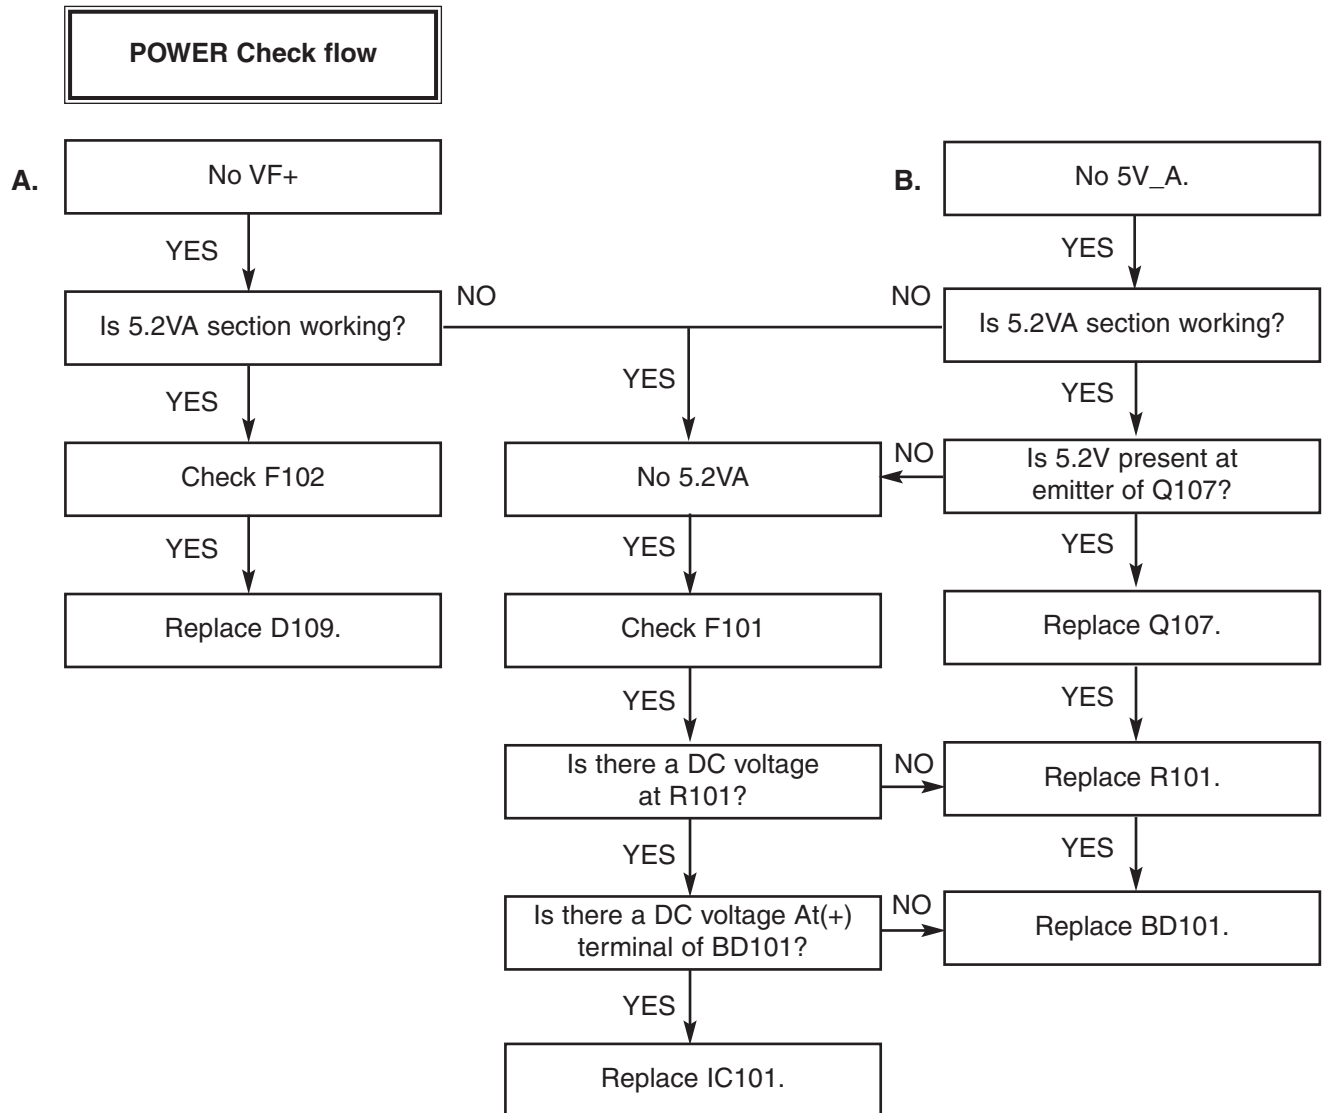 POWER Check flow
A.
No VF+
YES
Is 5.2VA section working?
NO
YES
Check F102
YES
Replace D109.
B.
No 5V_A.
YES
Is 5.2VA section working?
NO
YES
Is 5.2V present at
emitter of Q107?
NO
YES
Replace Q107.
YES
Replace R101.
YES
Replace BD101.
YES
No 5.2VA
YES
Check F101
YES
Is there a DC voltage
at R101?
NO
YES
Is there a DC voltage At(+)
terminal of BD101?
NO
YES
Replace IC101.